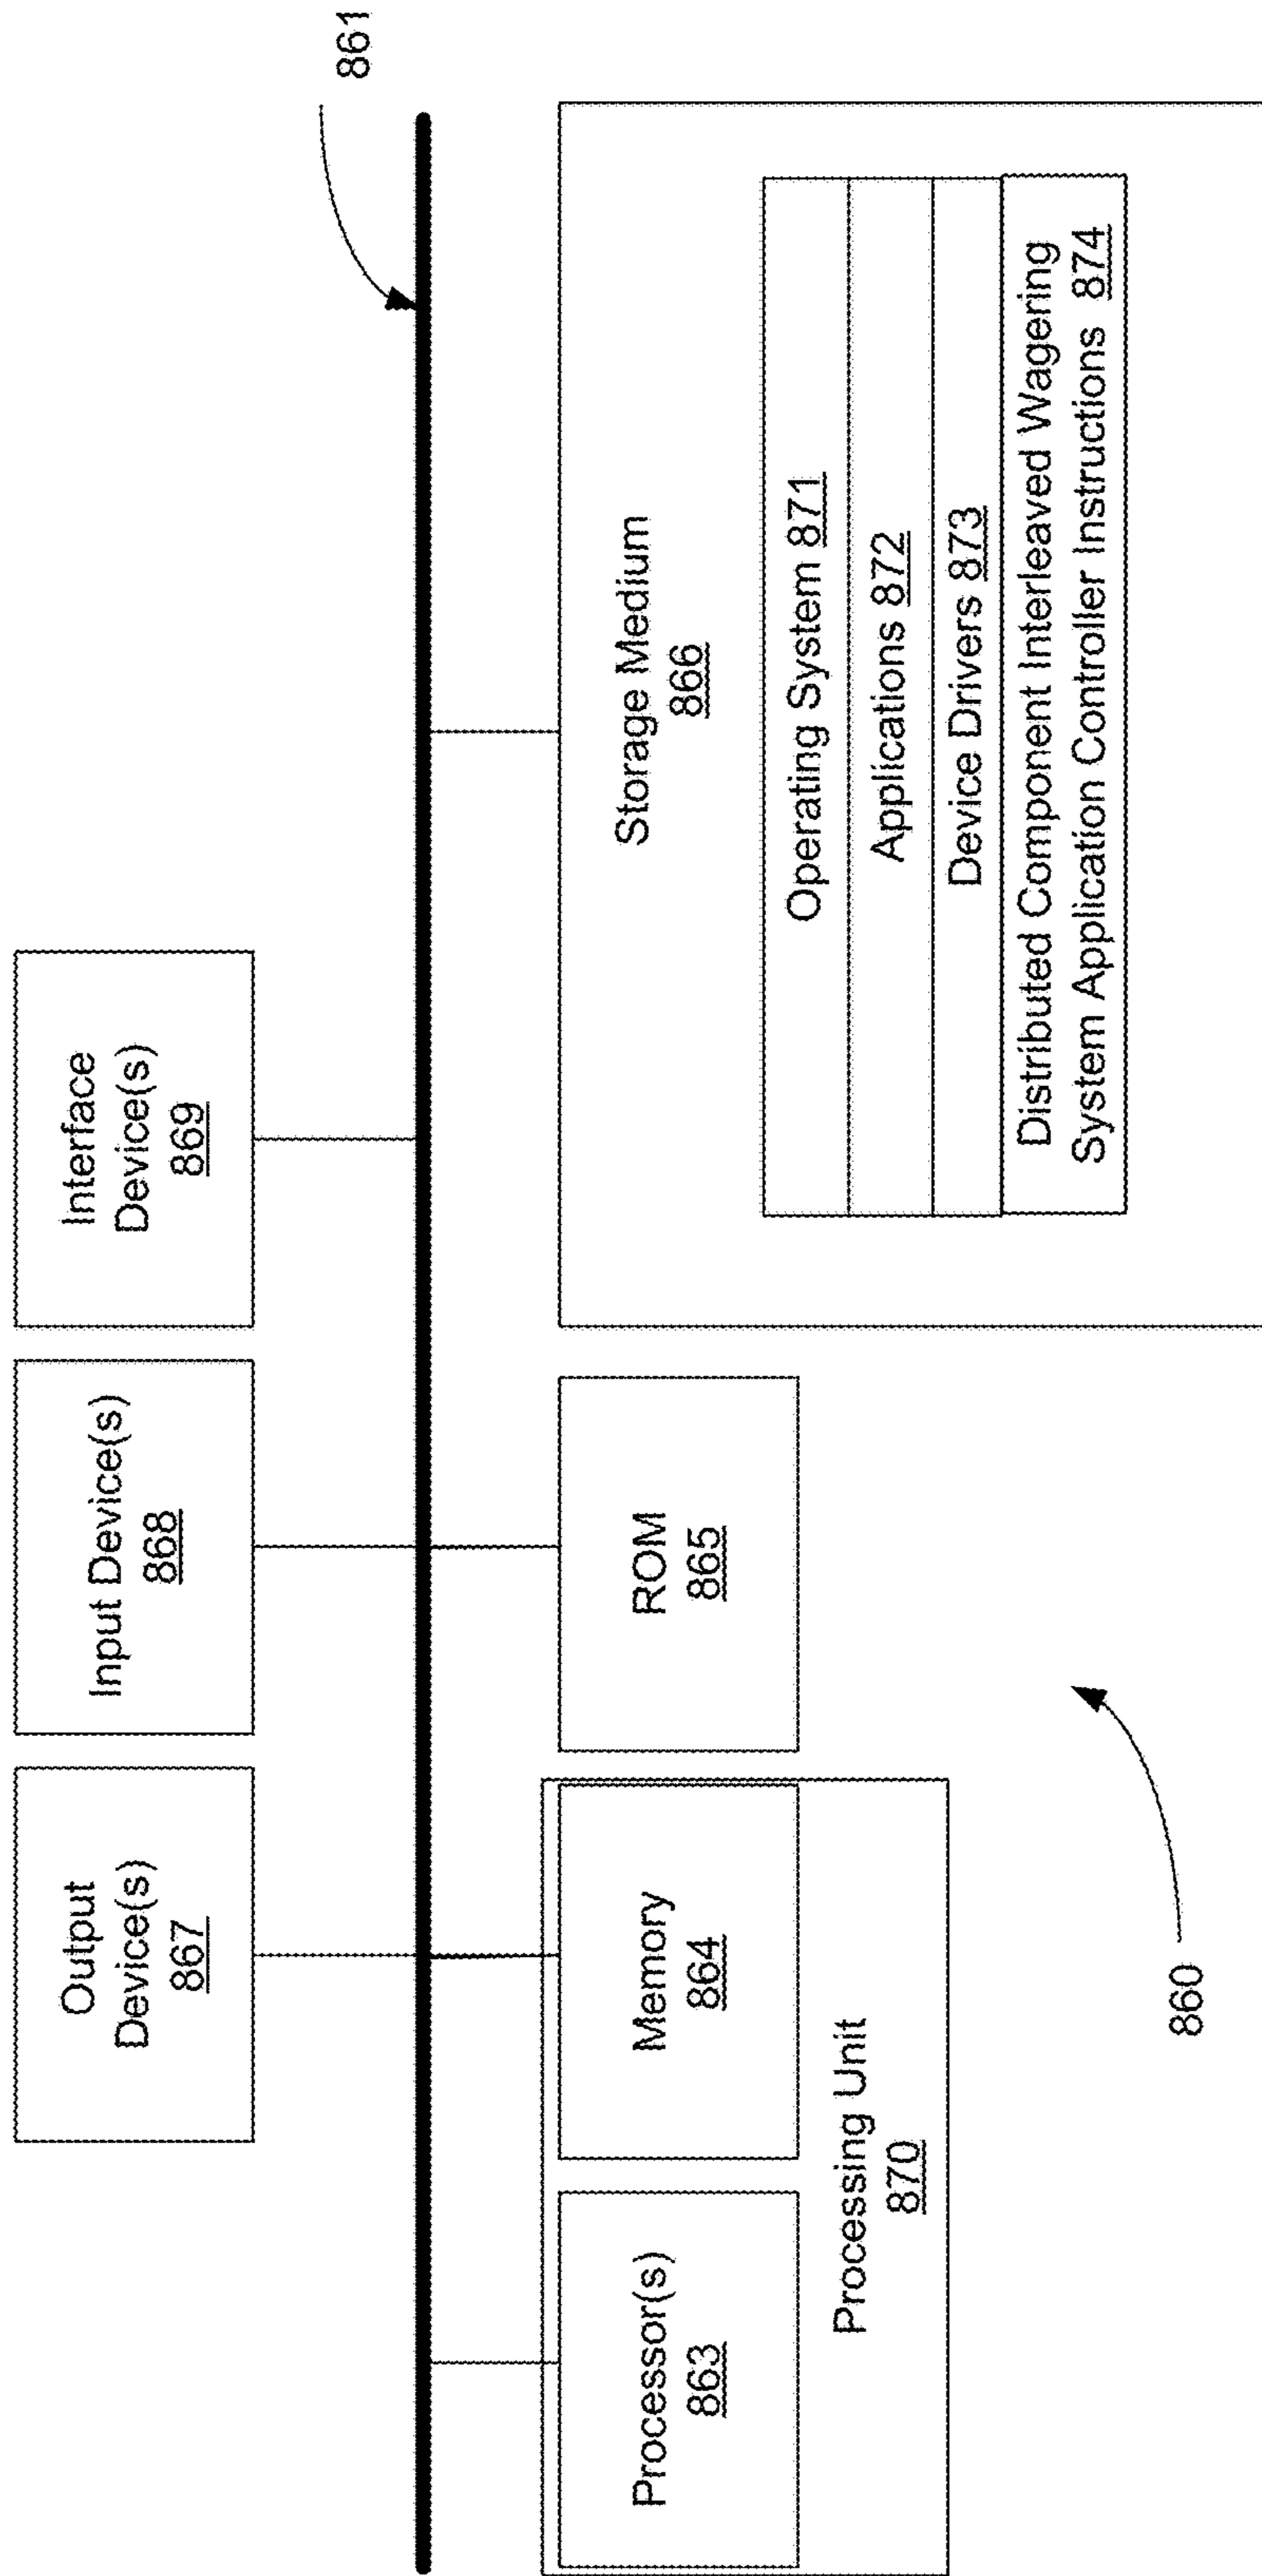 861
Output
Device(s)
867
Input Device(s)
868
Interface
Device(s)
869
Processor(s)
863
Memory
864
Processing Unit
870
ROM
865
Storage Medium
866
Operating System 871
Applications 872
Device Drivers 873
Distributed Component Interleaved Wagering
System Application Controller Instructions 874
860